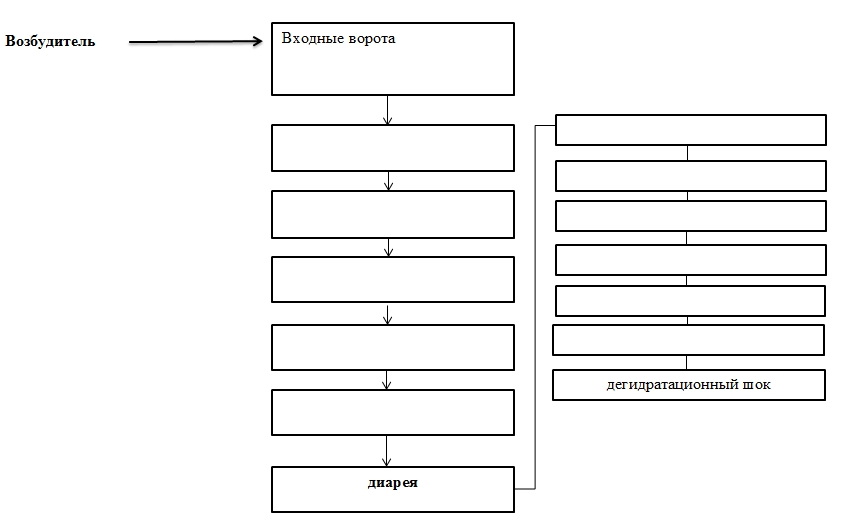 Возбудитель
Входные ворота
диарея
дегидратационный шок